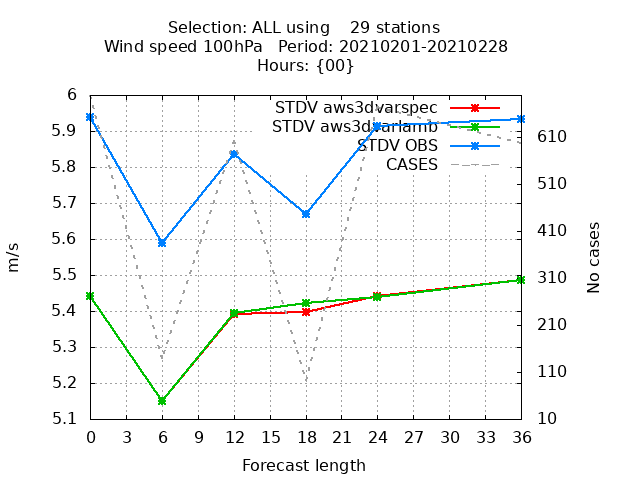 Selection: ALL using 29 stations
Wind speed 100hPa Period: 20210201-20210228
Hours: {00}
STDV aws3dvarspec
STDV aws3dvarlamb
STDV OBS
CASES
6
5.9
5.8
5.7
5.6
5.5
5.4
5.3
5.2
5.1
m/s
610
510
410
310
210
110
10
No cases
0 3 6 9 12 15 18 21 24 27 30 33 36
Forecast length